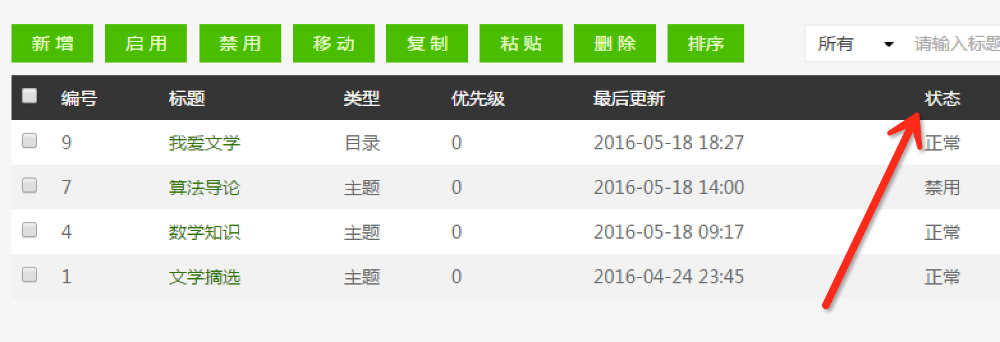 新 增 启 用 禁 用 移 动 复 制 粘 贴 删 除 排序 所有 请输入标题
编号 标题 类型 优先级 最后更新 状态
9 我爱文学 目录 0 2016-05-18 18:27 正常
7 算法导论 主题 0 2016-05-18 14:00 禁用
4 数学知识 主题 0 2016-05-18 09:17 正常
1 文学摘选 主题 0 2016-04-24 23:45 正常